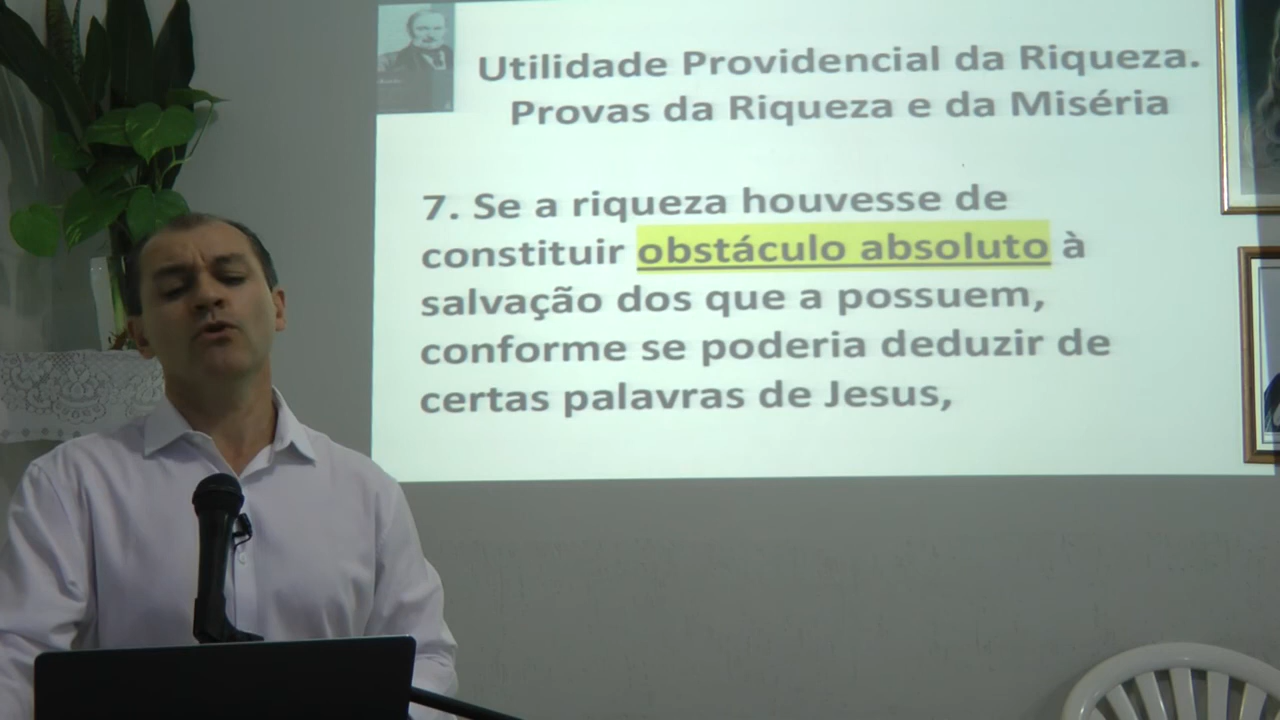 Utilidade Providencial da Riqueza.
Provas da Riqueza e da Miséria
7. Se a riqueza houvesse de
constituir obstáculo absoluto à
salvação dos que a possuem,
conforme se poderia deduzir de
certas palavras de Jesus,